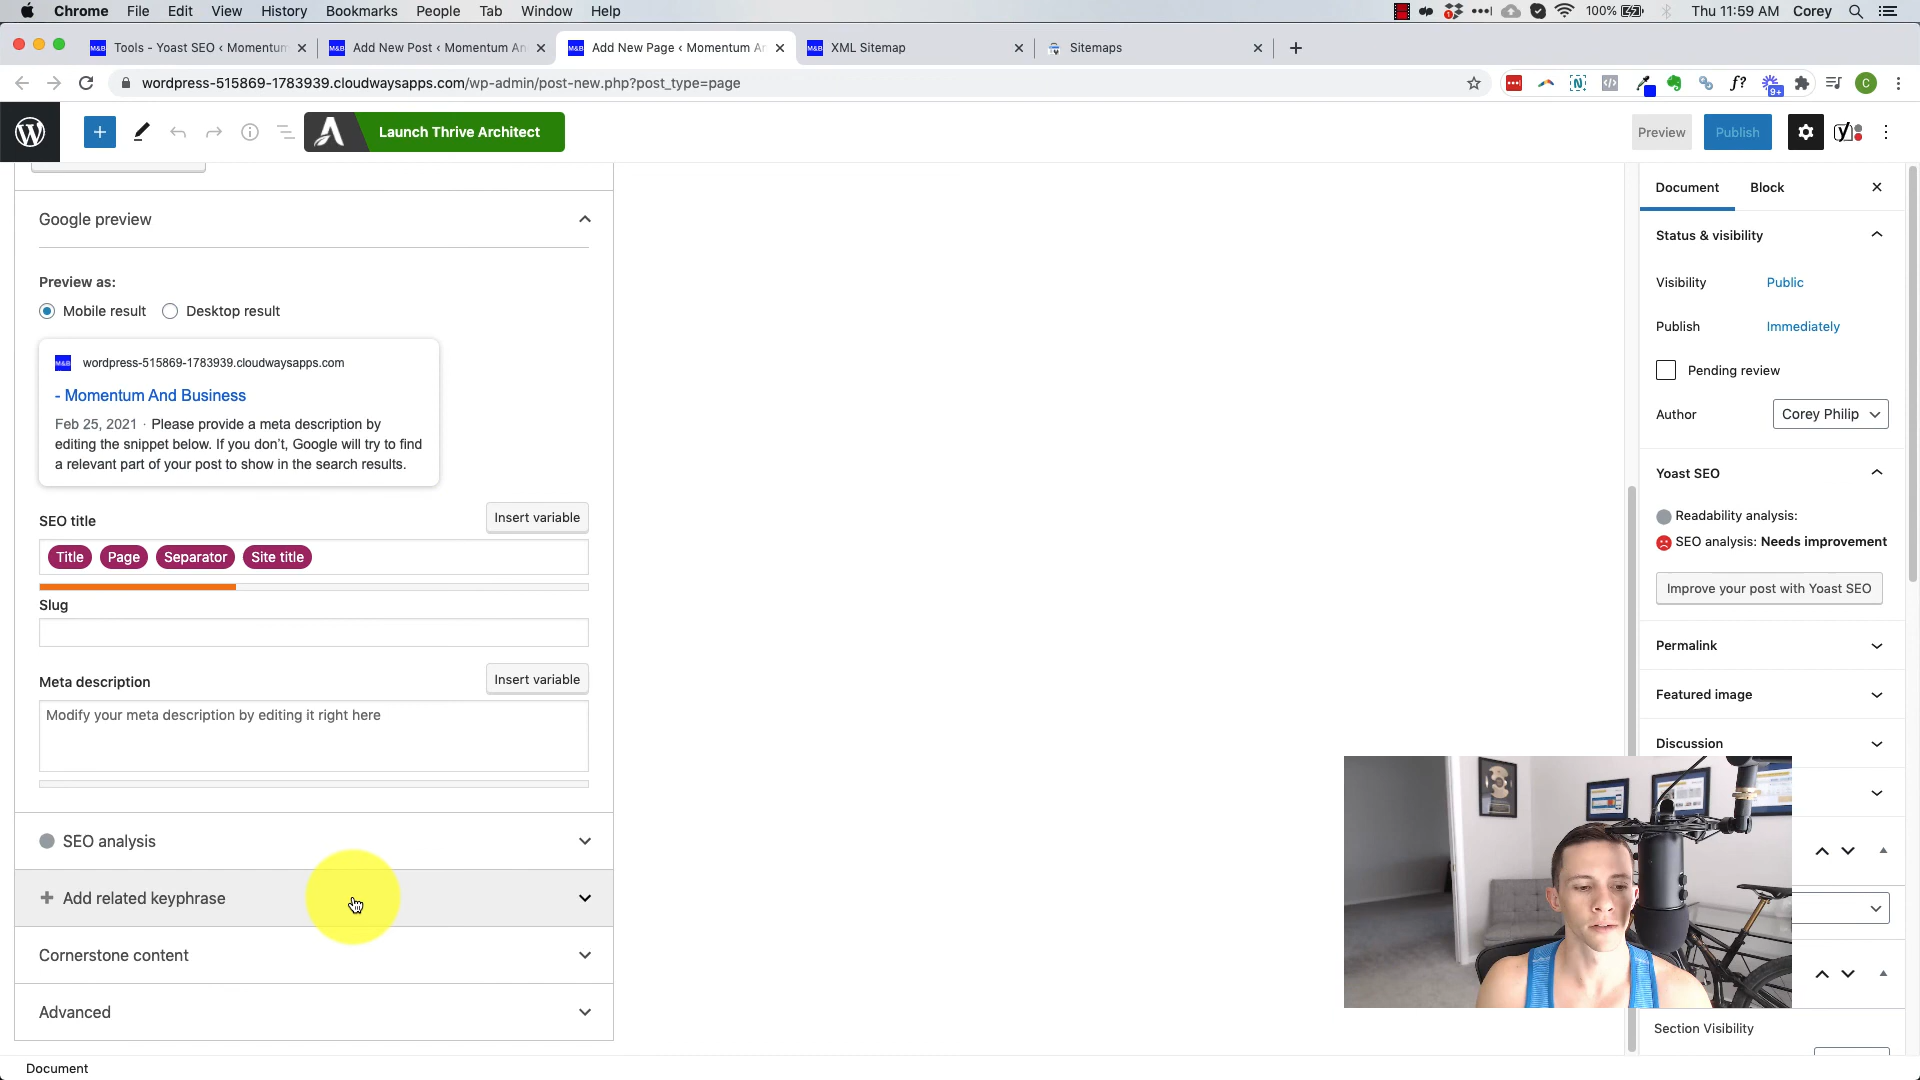 Chrome File Edit View History Bookmarks People Tab Window Help 100% Thu 11:59 AM Corey
M&B Tools - Yoast SEO ‹ Momentum M&B Add New Post ‹ Momentum An M&B Add New Page ‹ Momentum Ar M&B XML Sitemap Sitemaps
wordpress-515869-1783939.cloudwaysapps.com/wp-admin/post-new.php?post_type=page f? 9+ C
Launch Thrive Architect Preview Publish
Google preview
Preview as:
Mobile result Desktop result
M&B wordpress-515869-1783939.cloudwaysapps.com
- Momentum And Business
Feb 25, 2021 · Please provide a meta description by
editing the snippet below. If you don't, Google will try to find
a relevant part of your post to show in the search results.
SEO title Insert variable
Title Page Separator Site title
Slug
Meta description Insert variable
Modify your meta description by editing it right here
SEO analysis
Add related keyphrase
Cornerstone content
Advanced
Document
Document Block
Status & visibility
Visibility Public
Publish Immediately
Pending review
Author Corey Philip
Yoast SEO
Readability analysis:
SEO analysis: Needs improvement
Improve your post with Yoast SEO
Permalink
Featured image
Discussion
Section Visibility